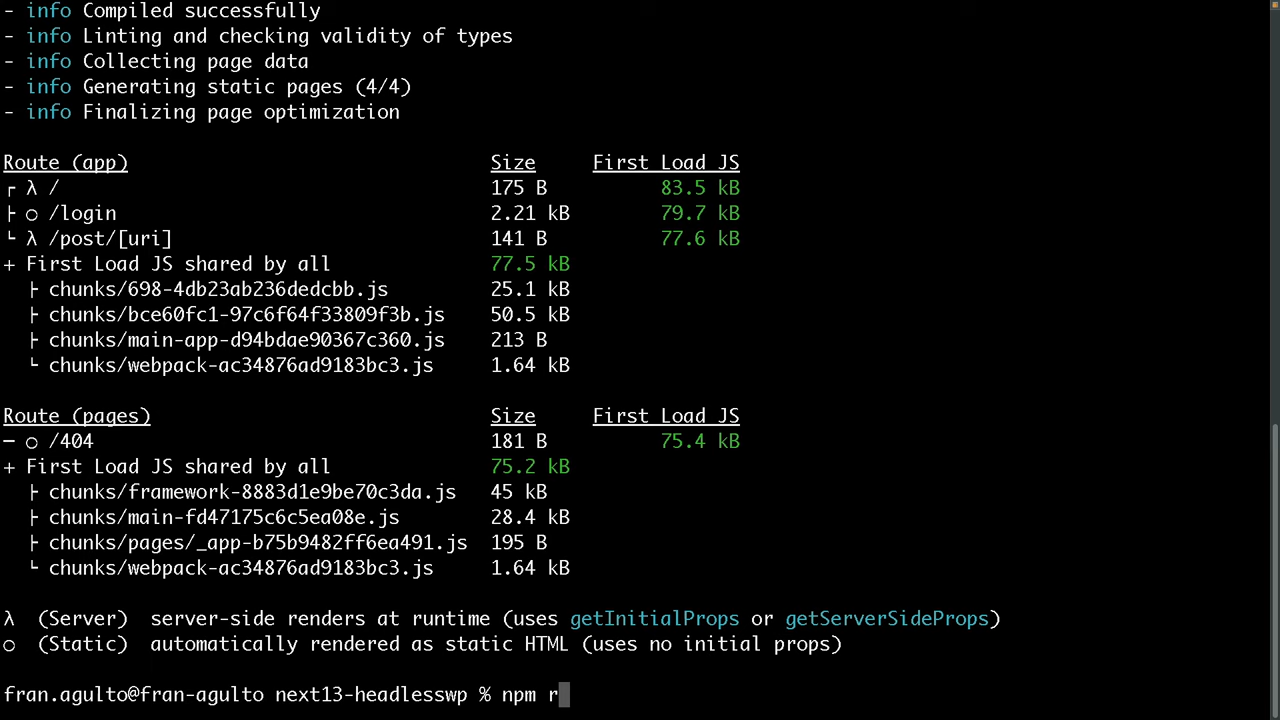 - info Compiled successfully
- info Linting and checking validity of types
- info Collecting page data
- info Generating static pages (4/4)
- info Finalizing page optimization
Route (app) Size First Load JS
┌ λ / 175 B 83.5 kB
├ ○ /login 2.21 kB 79.7 kB
└ λ /post/[uri] 141 B 77.6 kB
+ First Load JS shared by all 77.5 kB
├ chunks/698-4db23ab236dedcbb.js 25.1 kB
├ chunks/bce60fc1-97c6f64f33809f3b.js 50.5 kB
├ chunks/main-app-d94bdae90367c360.js 213 B
└ chunks/webpack-ac34876ad9183bc3.js 1.64 kB
Route (pages) Size First Load JS
─ ○ /404 181 B 75.4 kB
+ First Load JS shared by all 75.2 kB
├ chunks/framework-8883d1e9be70c3da.js 45 kB
├ chunks/main-fd47175c6c5ea08e.js 28.4 kB
├ chunks/pages/_app-b75b9482ff6ea491.js 195 B
└ chunks/webpack-ac34876ad9183bc3.js 1.64 kB
λ (Server) server-side renders at runtime (uses getInitialProps or getServerSideProps)
○ (Static) automatically rendered as static HTML (uses no initial props)
fran.agulto@fran-agulto next13-headlesswp % npm r